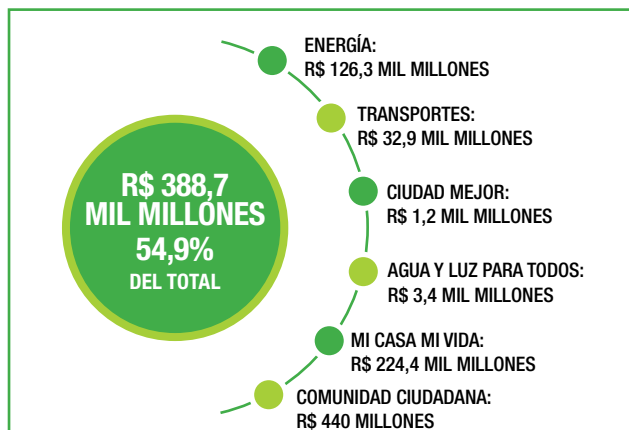 R$ 388,7
MIL MILLONES
54,9%
DEL TOTAL
ENERGÍA:
R$ 126,3 MIL MILLONES
TRANSPORTES:
R$ 32,9 MIL MILLONES
CIUDAD MEJOR:
R$ 1,2 MIL MILLONES
AGUA Y LUZ PARA TODOS:
R$ 3,4 MIL MILLONES
MI CASA MI VIDA:
R$ 224,4 MIL MILLONES
COMUNIDAD CIUDADANA:
R$ 440 MILLONES